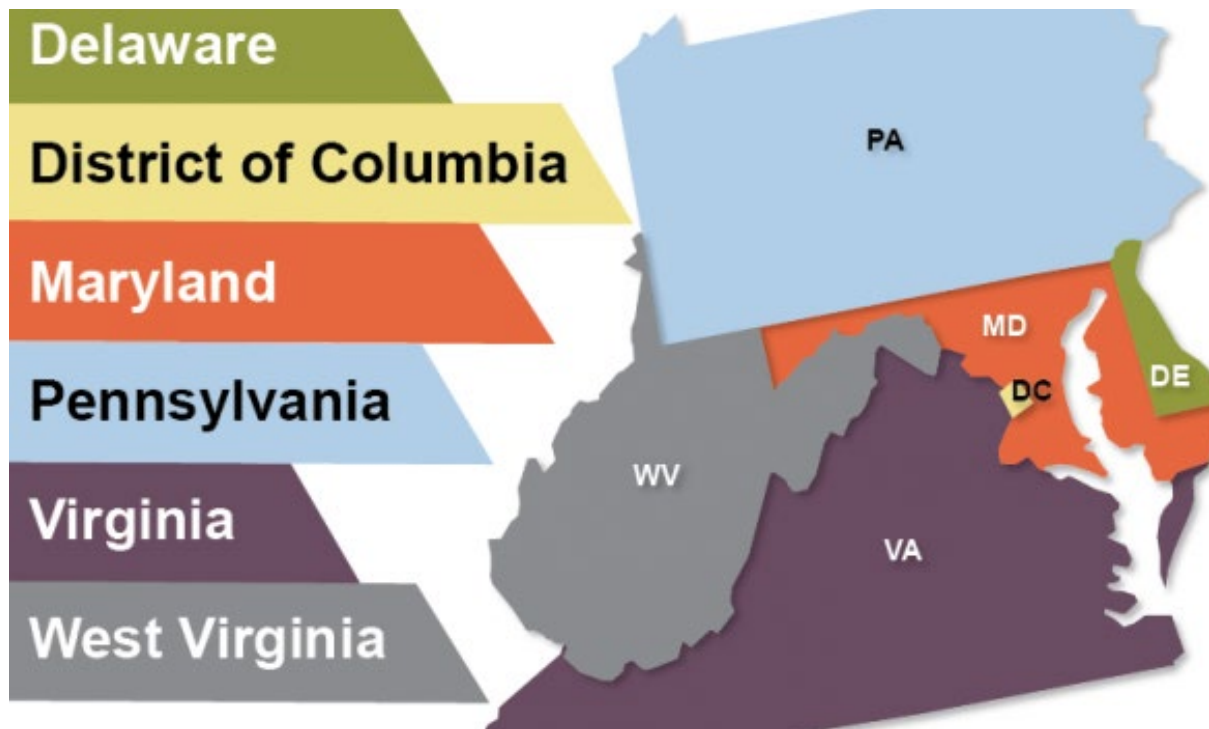 Delaware
District of Columbia
Maryland
Pennsylvania
Virginia
West Virginia
PA
MD
DE
DC
WV
VA